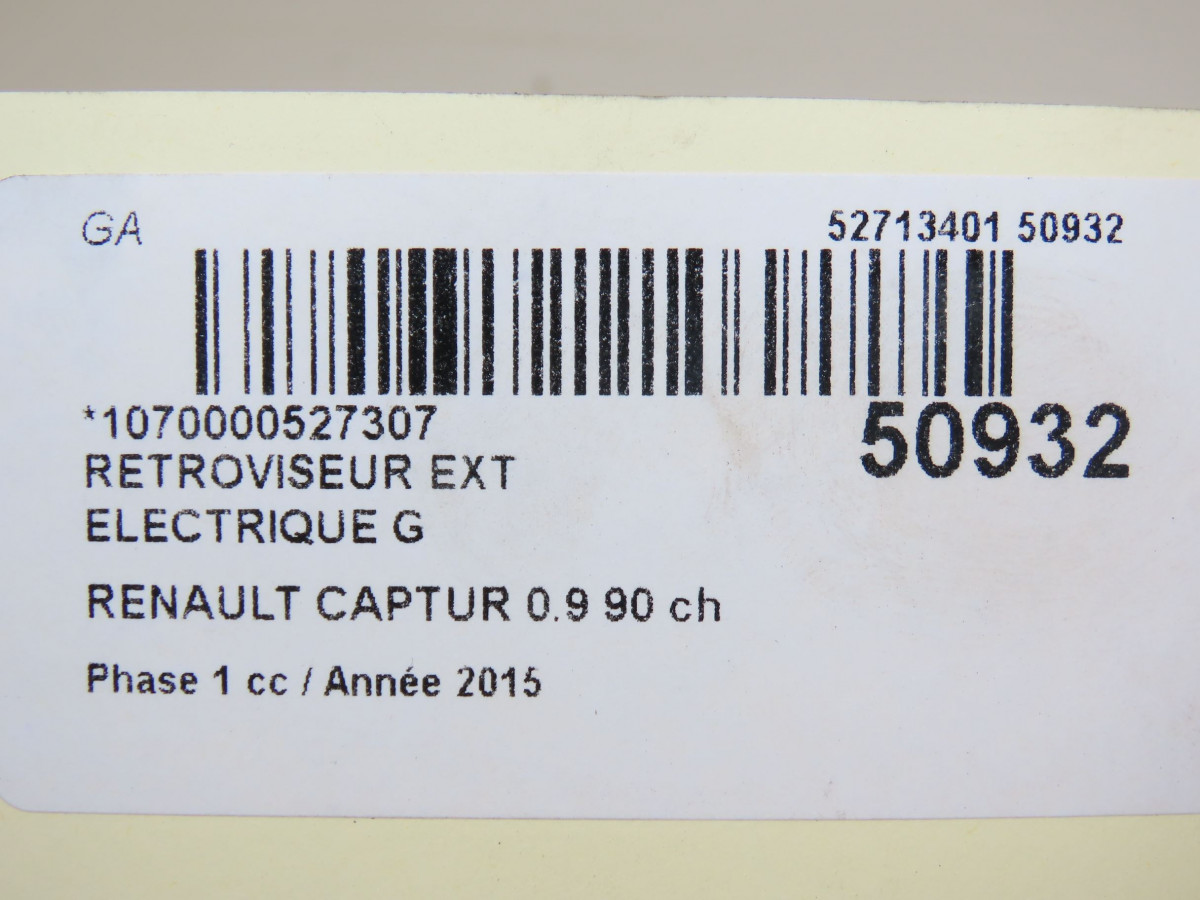 GA
52713401 50932
*1070000527307
50932
RETROVISEUR EXT
ELECTRIQUE G
RENAULT CAPTUR 0.9 90 ch
Phase 1 cc / Année 2015